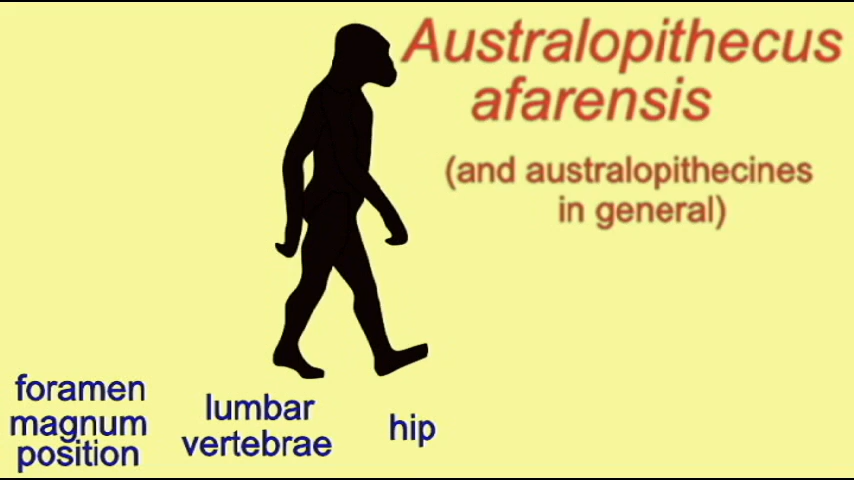 Australopithecus
afarensis
(and australopithecines
in general)
foramen
magnum
position
lumbar
vertebrae
hip